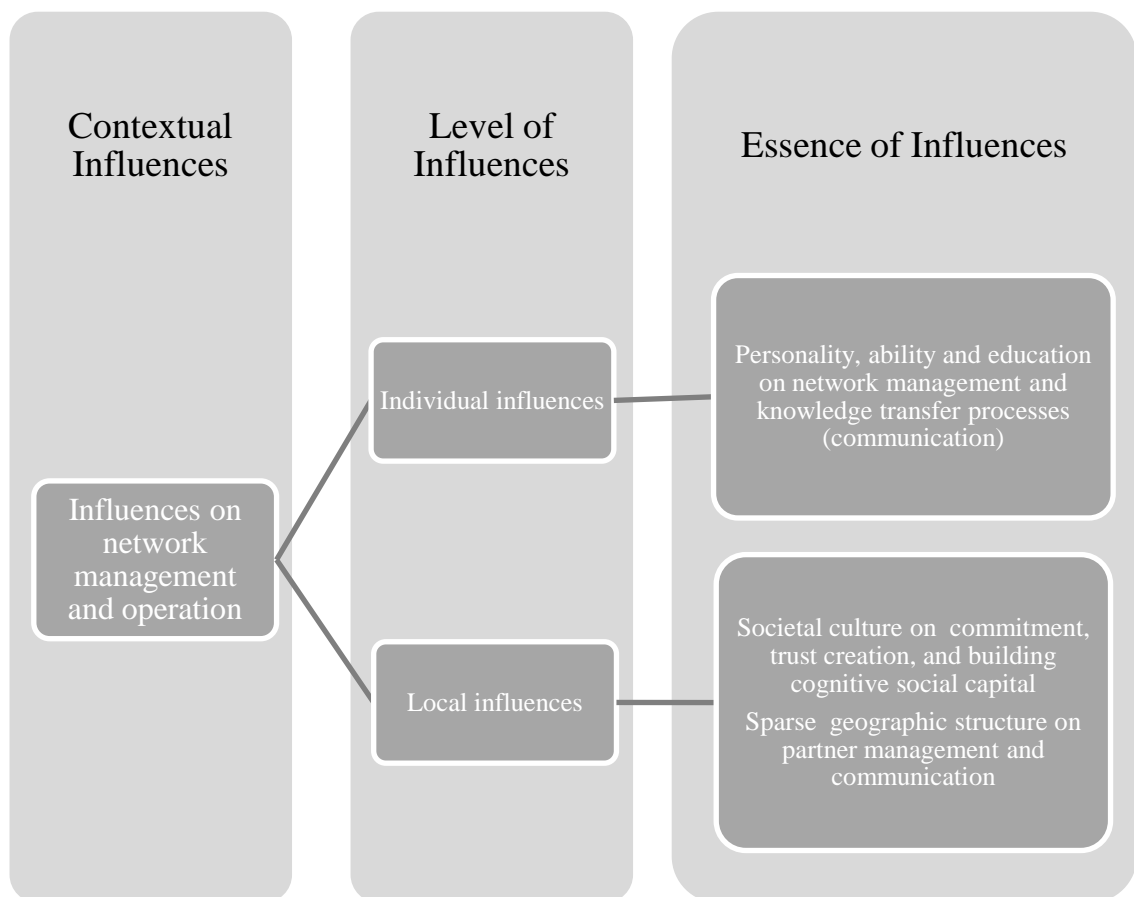 Contextual
Influences
Level of
Influences
Essence of Influences
Influences on
network
management
and operation
Individual influences
Local influences
Personality, ability and education
on network management and
knowledge transfer processes
(communication)
Societal culture on  commitment,
trust creation, and building
cognitive social capital
Sparse  geographic structure on
partner management and
communication